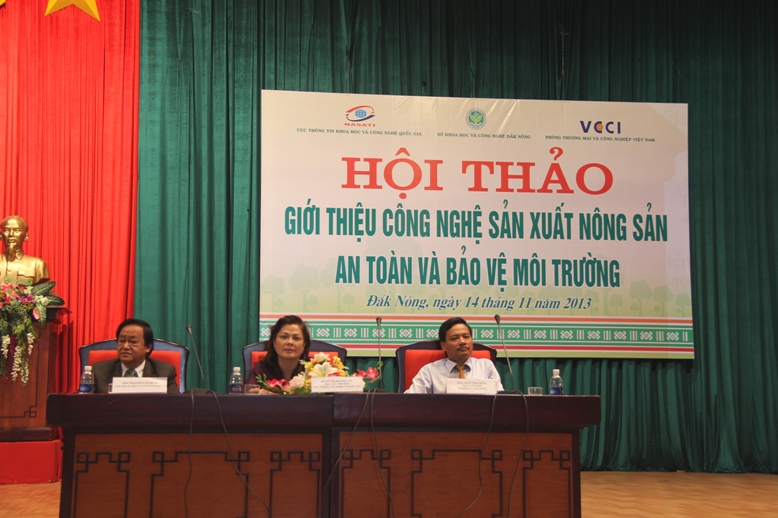 NASATI
VCCI
CỤC THÔNG TIN KHOA HỌC VÀ CÔNG NGHỆ QUỐC GIA
SỞ KHOA HỌC VÀ CÔNG NGHỆ ĐĂK NÔNG
PHÒNG THƯƠNG MẠI VÀ CÔNG NGHIỆP VIỆT NAM
HỘI THẢO
GIỚI THIỆU CÔNG NGHỆ SẢN XUẤT NÔNG SẢN
AN TOÀN VÀ BẢO VỆ MÔI TRƯỜNG
Đăk Nông, ngày 14 tháng 11 năm 2013